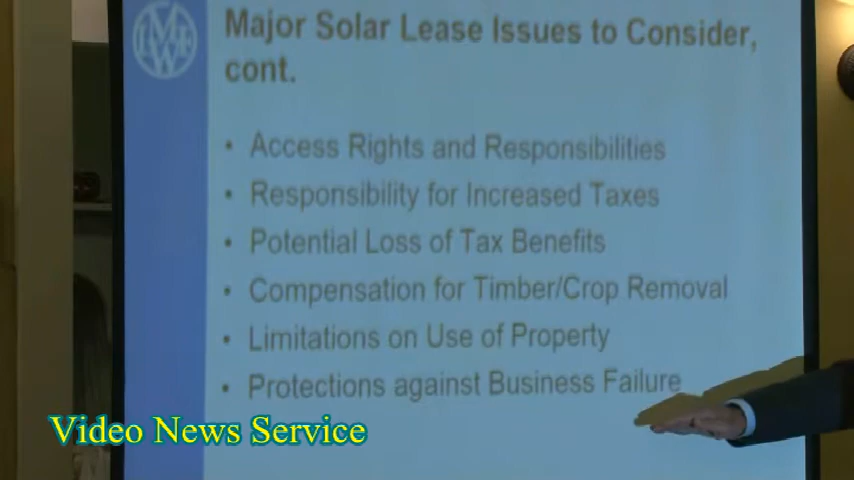 Major Solar Lease Issues to Consider,
cont.
• Access Rights and Responsibilities
• Responsibility for Increased Taxes
• Potential Loss of Tax Benefits
• Compensation for Timber/Crop Removal
• Limitations on Use of Property
• Protections against Business Failure
Video News Service